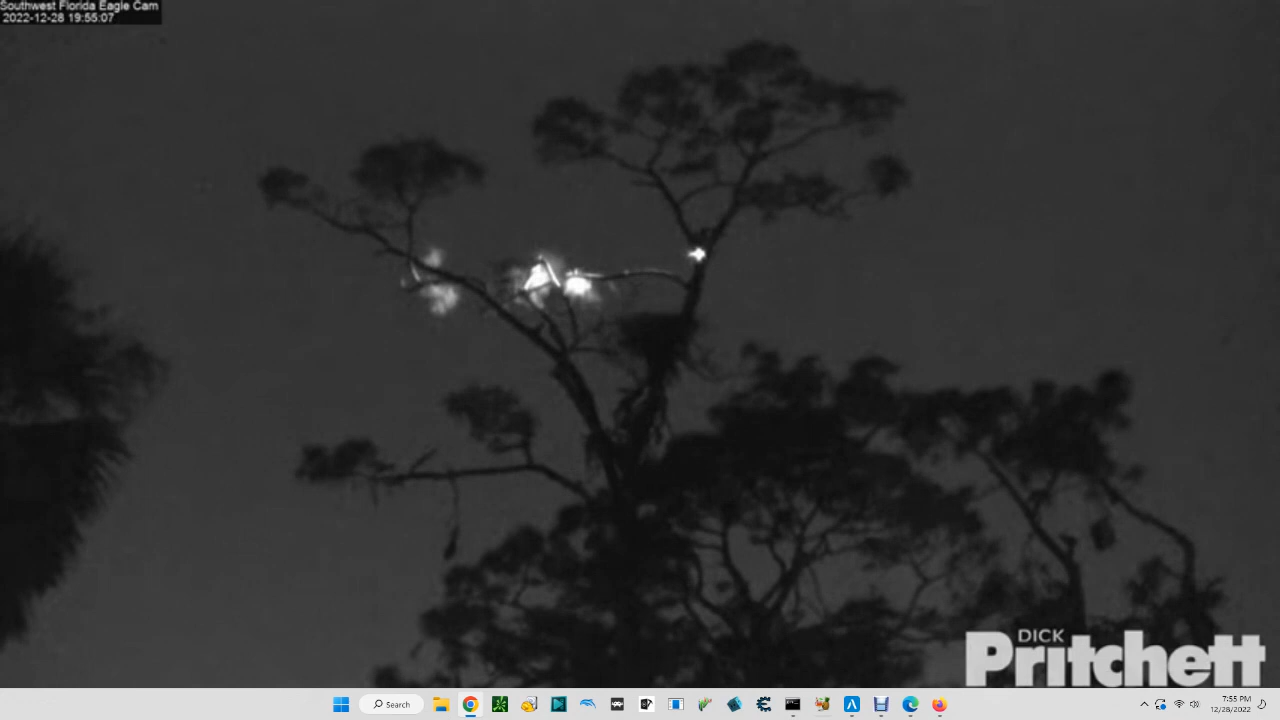 Southwest Florida Eagle Cam
2022-12-28 19:55:07
DICK
Pritchett
Search
7:55 PM
12/28/2022